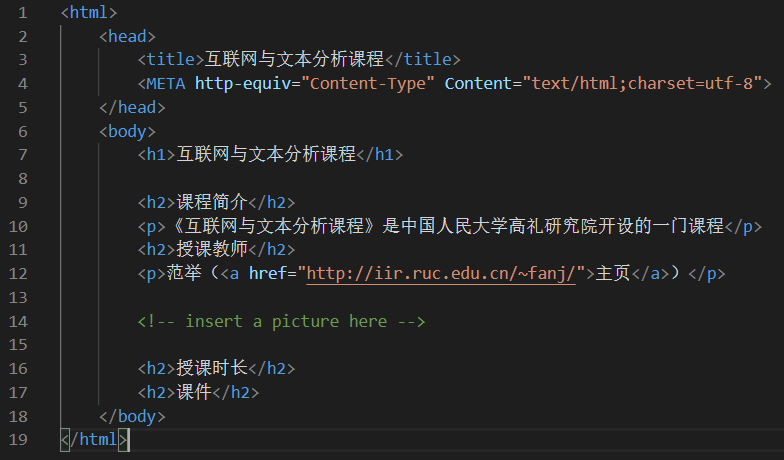 1 <html>
2 <head>
3 <title>互联网与文本分析课程</title>
4 <META http-equiv="Content-Type" Content="text/html;charset=utf-8">
5 </head>
6 <body>
7 <h1>互联网与文本分析课程</h1>
8
9 <h2>课程简介</h2>
10 <p>《互联网与文本分析课程》是中国人民大学高礼研究院开设的一门课程</p>
11 <h2>授课教师</h2>
12 <p>范举（<a href="http://iir.ruc.edu.cn/~fanj/">主页</a>）</p>
13
14 <!-- insert a picture here -->
15
16 <h2>授课时长</h2>
17 <h2>课件</h2>
18 </body>
19 </html>